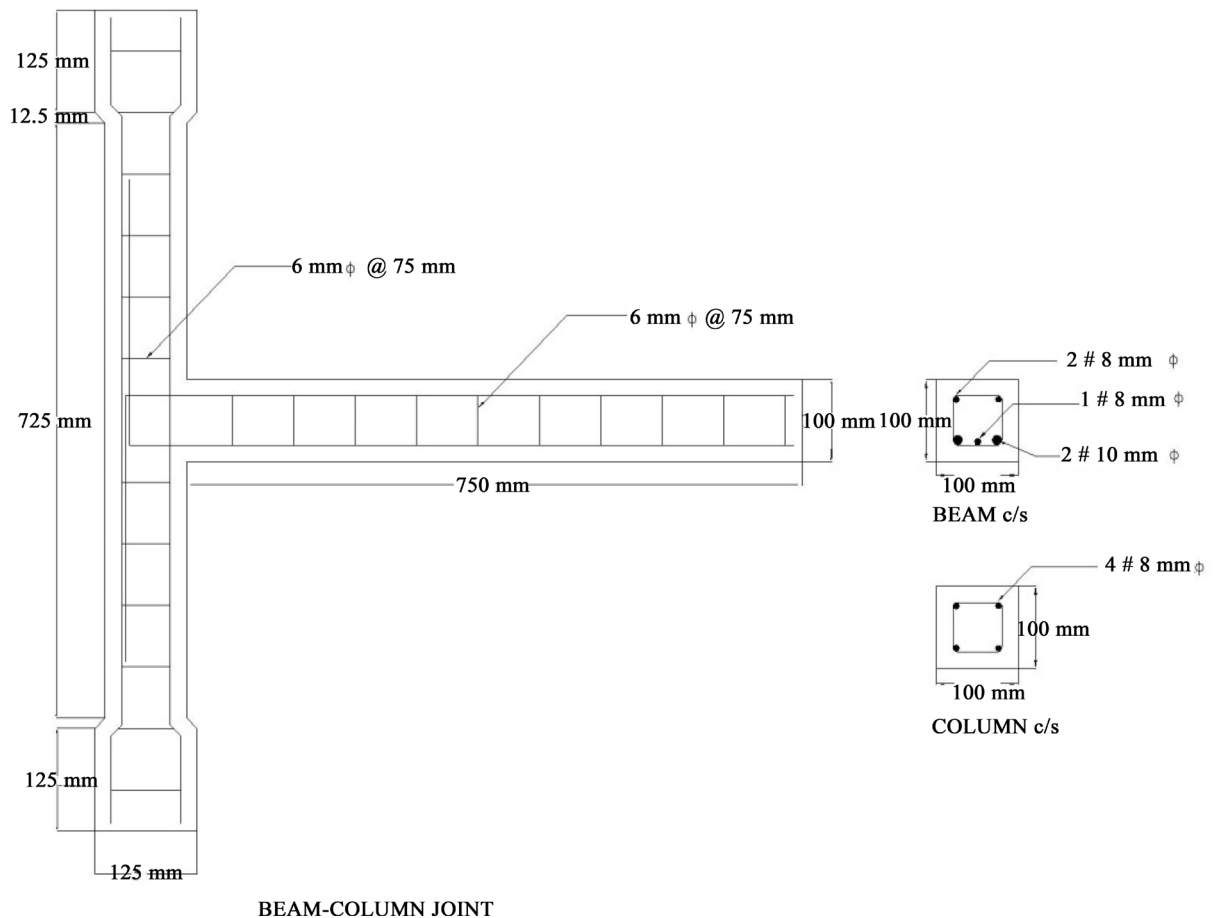 125 mm
12.5 mm
6 mm ϕ @ 75 mm
6 mm ϕ @ 75 mm
725 mm
100 mm
750 mm
125 mm
125 mm
BEAM-COLUMN JOINT
2 # 8 mm ϕ
1 # 8 mm ϕ
100 mm
2 # 10 mm ϕ
100 mm
BEAM c/s
4 # 8 mm ϕ
100 mm
100 mm
COLUMN c/s